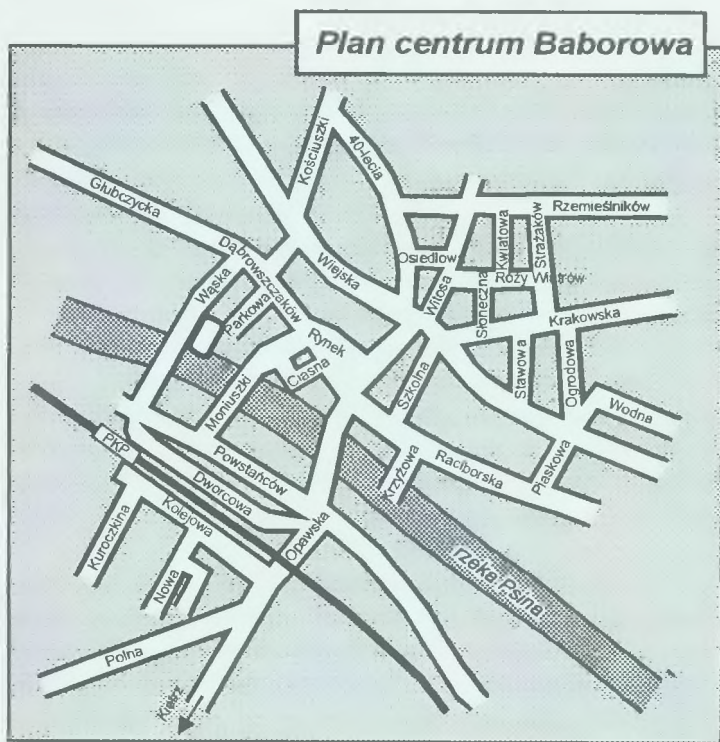 Plan centrum Baborowa
Kościuszki
40-lecia
Głubczycka
Rzemieślników
Dąbrowszczaków
Wiejska
Osiedlowa
Witosa
Kwiatowa
Strażaków
Róży Wiatrów
Słoneczna
Wąska
Parkowa
Rynek
Ciasna
Krakowska
Moniuszki
Szkolna
Stawowa
Ogrodowa
Wodna
PKP
Powstańców
Dworcowa
Krzyżowa
Raciborska
Piaskowa
Kolejowa
Kuroczkina
Opawska
Nowa
rzeka Psina
Polna